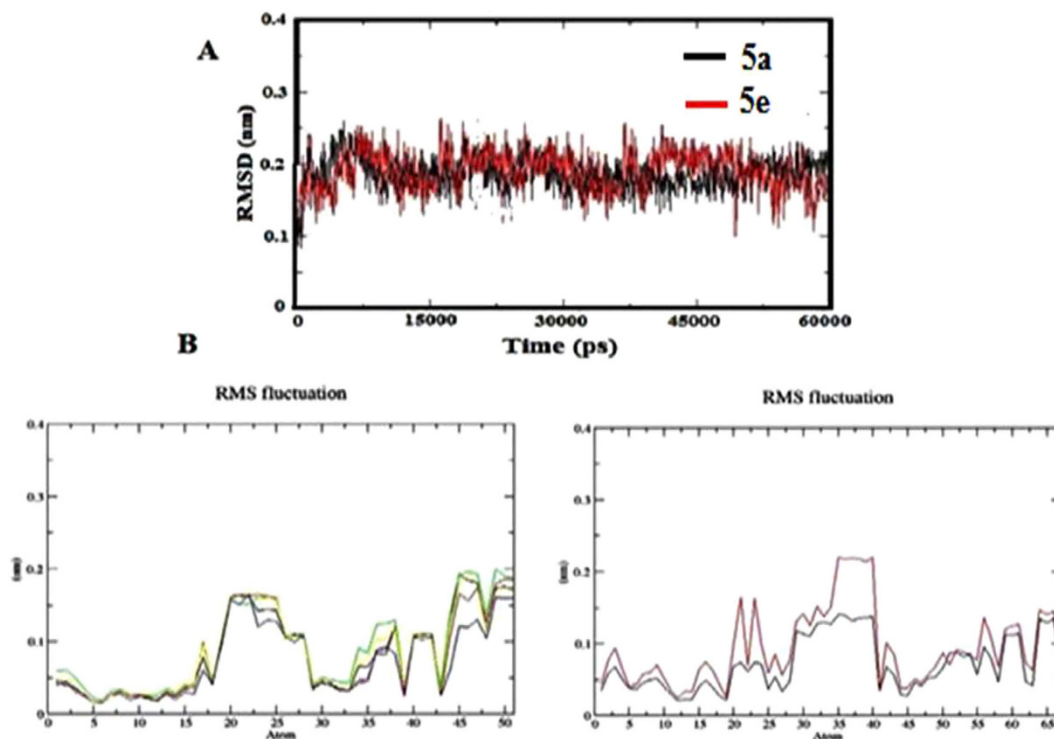 A
0.4
0.3
0.2
0.1
0
RMSD (nm)
5a
5e
0 15000 30000 45000 60000
Time (ps)
B
RMS fluctuation
0.4
0.3
0.2
0.1
0
(nm)
0 5 10 15 20 25 30 35 40 45 50
Atom
RMS fluctuation
0.4
0.3
0.2
0.1
0
(nm)
0 5 10 15 20 25 30 35 40 45 50 55 60 65
Atom